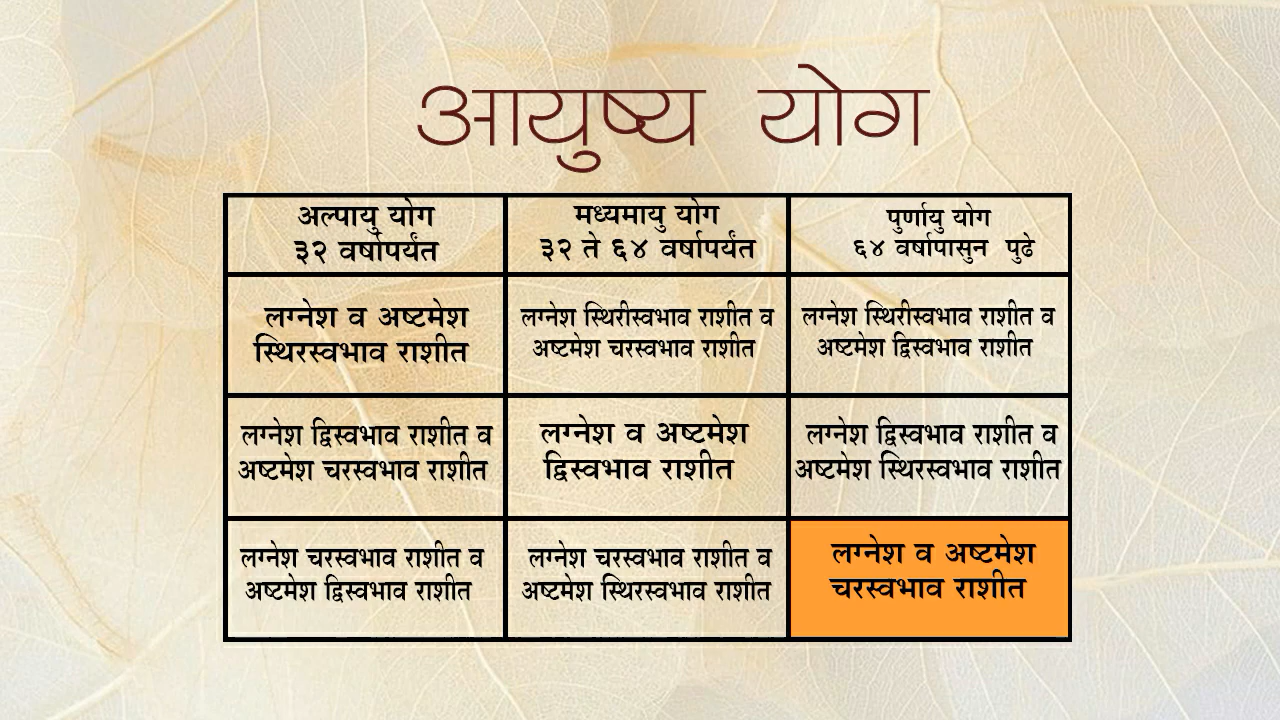 आयुष्य योग
अल्पायु योग
३२ वर्षापर्यंत
मध्यमायु योग
३२ ते ६४ वर्षापर्यंत
पुर्णायु योग
६४ वर्षापासुन पुढे
लग्नेश व अष्टमेश
स्थिरस्वभाव राशीत
लग्नेश स्थिरीस्वभाव राशीत व
अष्टमेश चरस्वभाव राशीत
लग्नेश स्थिरीस्वभाव राशीत व
अष्टमेश द्विस्वभाव राशीत
लग्नेश द्विस्वभाव राशीत व
अष्टमेश चरस्वभाव राशीत
लग्नेश व अष्टमेश
द्विस्वभाव राशीत
लग्नेश द्विस्वभाव राशीत व
अष्टमेश स्थिरस्वभाव राशीत
लग्नेश चरस्वभाव राशीत व
अष्टमेश द्विस्वभाव राशीत
लग्नेश चरस्वभाव राशीत व
अष्टमेश स्थिरस्वभाव राशीत
लग्नेश व अष्टमेश
चरस्वभाव राशीत